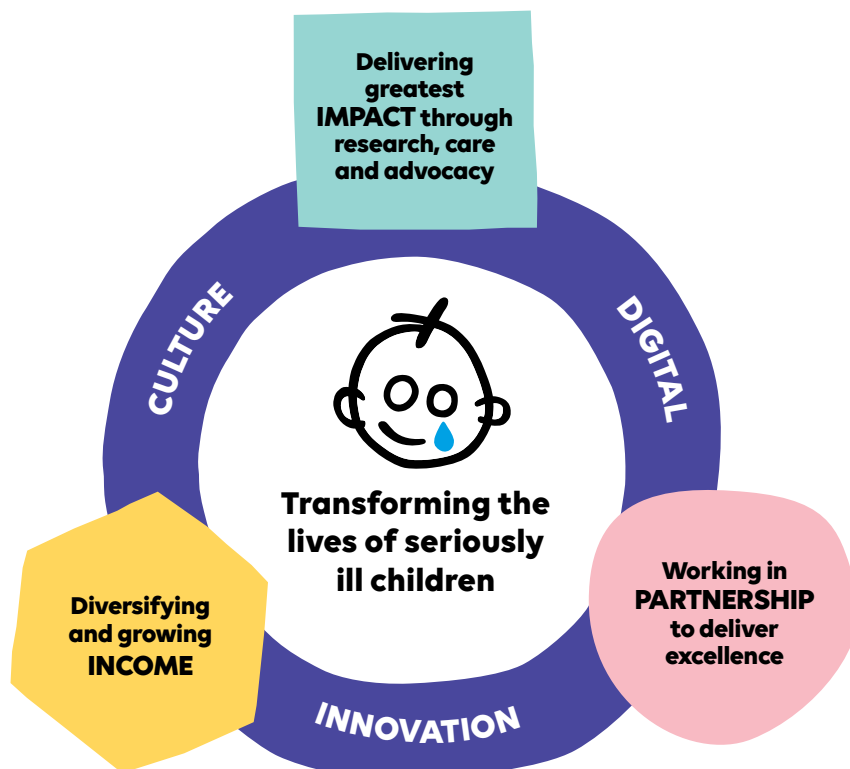 Delivering
greatest
IMPACT through
research, care
and advocacy
CULTURE
DIGITAL
Transforming the
lives of seriously
ill children
Diversifying
and growing
INCOME
Working in
PARTNERSHIP
to deliver
excellence
INNOVATION